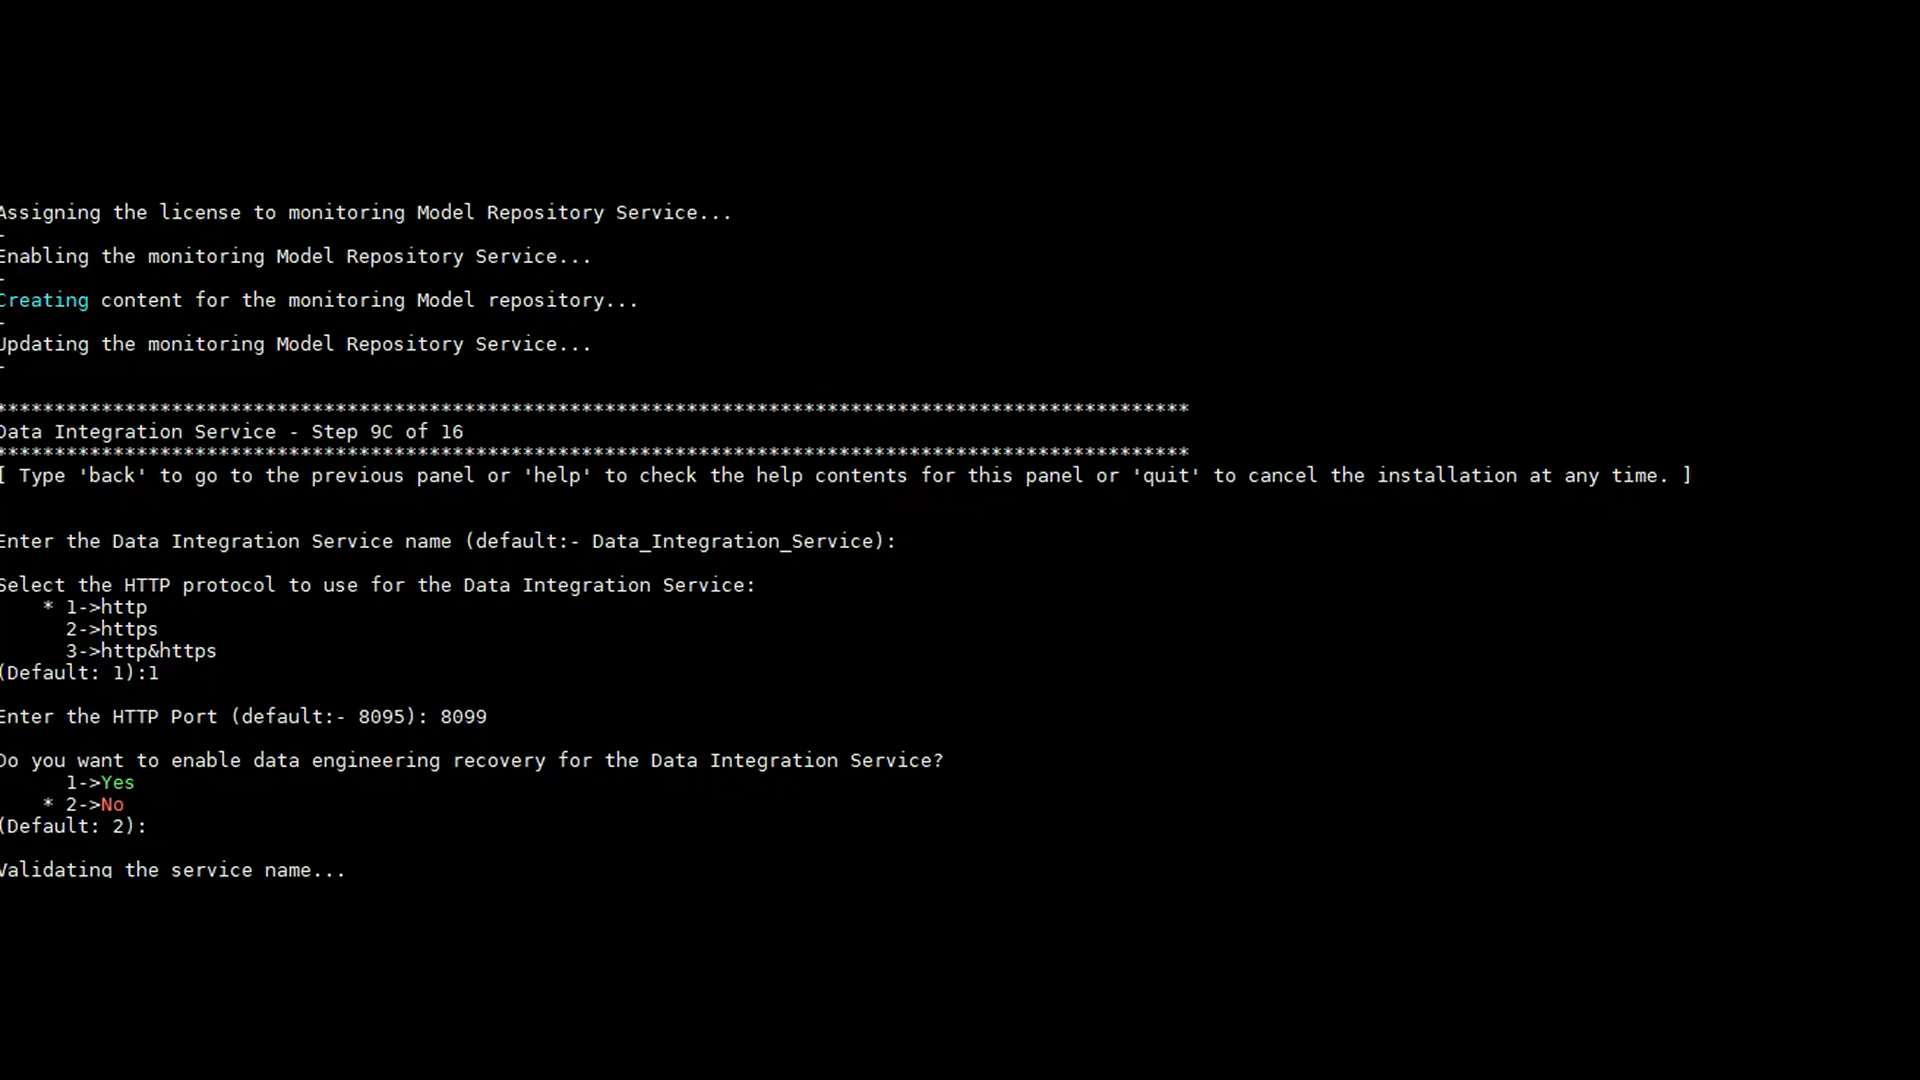 Assigning the license to monitoring Model Repository Service...
-
Enabling the monitoring Model Repository Service...
-
Creating content for the monitoring Model repository...
-
Updating the monitoring Model Repository Service...
-
******************************************************************************************************
Data Integration Service - Step 9C of 16
******************************************************************************************************
[ Type 'back' to go to the previous panel or 'help' to check the help contents for this panel or 'quit' to cancel the installation at any time. ]
Enter the Data Integration Service name (default:- Data_Integration_Service):
Select the HTTP protocol to use for the Data Integration Service:
* 1->http
2->https
3->http&https
(Default: 1):1
Enter the HTTP Port (default:- 8095): 8099
Do you want to enable data engineering recovery for the Data Integration Service?
1->Yes
* 2->No
(Default: 2):
Validating the service name...